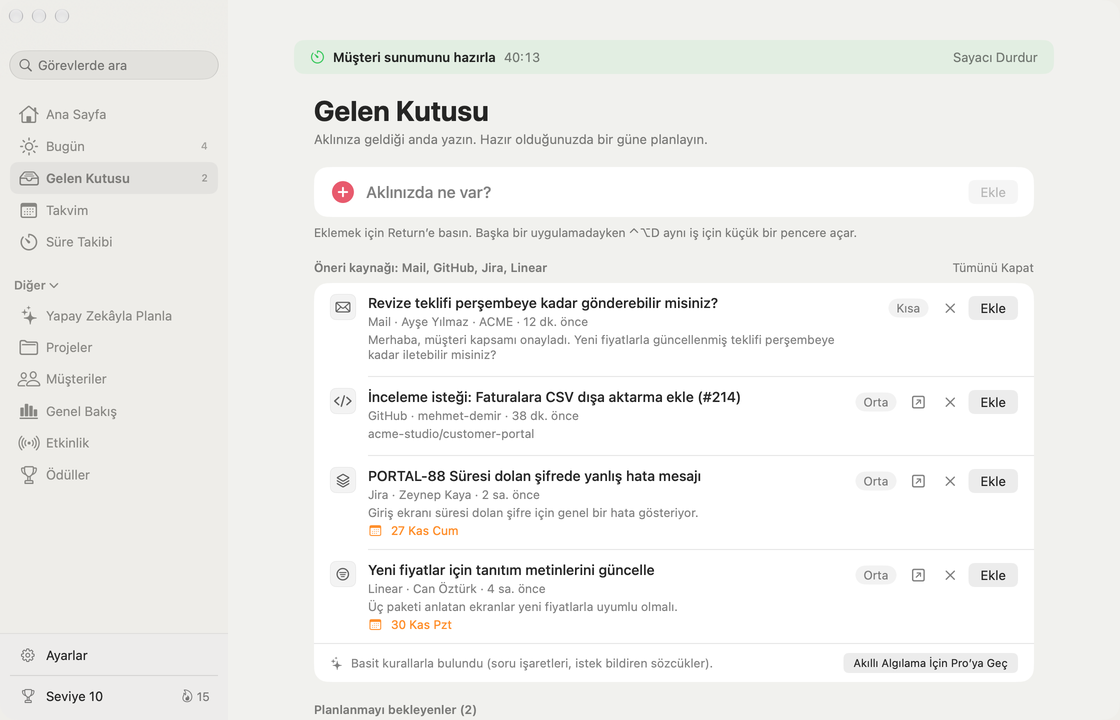 Görevlerde ara
Ana Sayfa
Bugün 4
Gelen Kutusu 2
Takvim
Süre Takibi
Diğer
Yapay Zekâyla Planla
Projeler
Müşteriler
Genel Bakış
Etkinlik
Ödüller
Ayarlar
Seviye 10 15
Müşteri sunumunu hazırla 40:13 Sayacı Durdur
Gelen Kutusu
Aklınıza geldiği anda yazın. Hazır olduğunuzda bir güne planlayın.
Aklınızda ne var? Ekle
Eklemek için Return’e basın. Başka bir uygulamadayken ⌃⌥D aynı iş için küçük bir pencere açar.
Öneri kaynağı: Mail, GitHub, Jira, Linear Tümünü Kapat
Revize teklifi perşembeye kadar gönderebilir misiniz? Kısa Ekle
Mail · Ayşe Yılmaz · ACME · 12 dk. önce
Merhaba, müşteri kapsamı onayladı. Yeni fiyatlarla güncellenmiş teklifi perşembeye
kadar iletebilir misiniz?
İnceleme isteği: Faturalara CSV dışa aktarma ekle (#214) Orta Ekle
GitHub · mehmet-demir · 38 dk. önce
acme-studio/customer-portal
PORTAL-88 Süresi dolan şifrede yanlış hata mesajı Orta Ekle
Jira · Zeynep Kaya · 2 sa. önce
Giriş ekranı süresi dolan şifre için genel bir hata gösteriyor.
27 Kas Cum
Yeni fiyatlar için tanıtım metinlerini güncelle Orta Ekle
Linear · Can Öztürk · 4 sa. önce
Üç paketi anlatan ekranlar yeni fiyatlarla uyumlu olmalı.
30 Kas Pzt
Basit kurallarla bulundu (soru işaretleri, istek bildiren sözcükler). Akıllı Algılama İçin Pro’ya Geç
Planlanmayı bekleyenler (2)